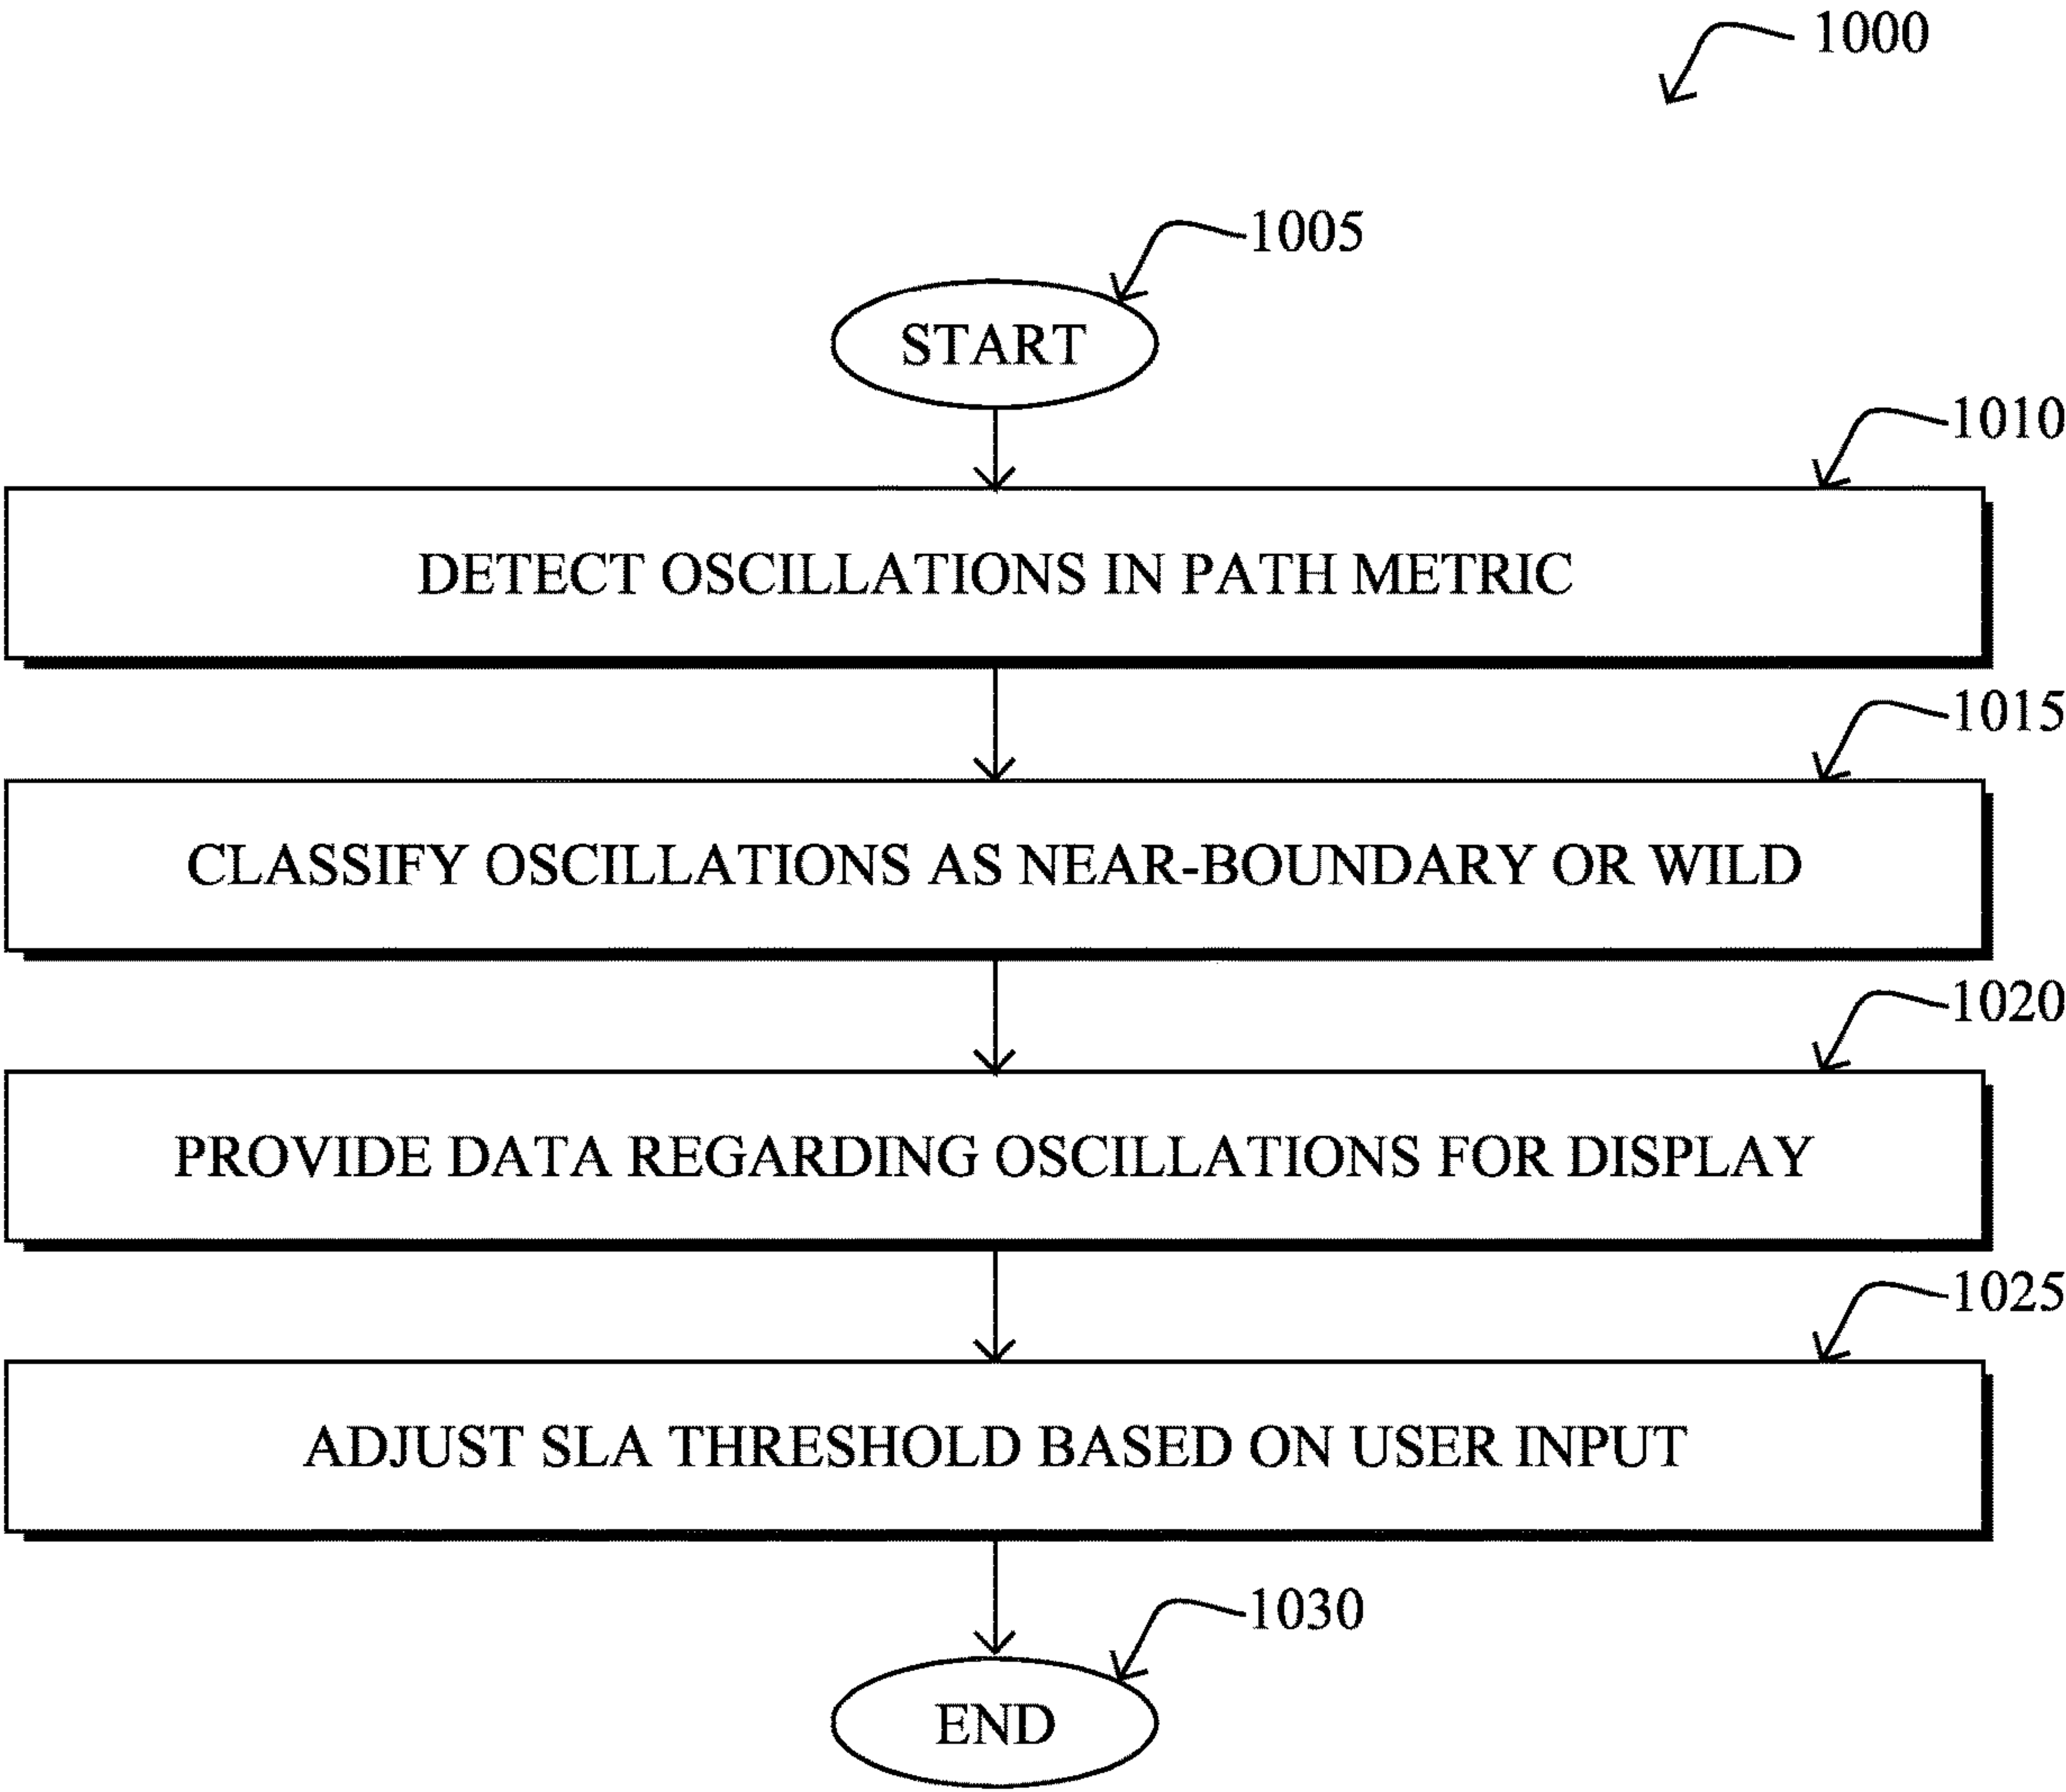 1000
1005
START
1010
DETECT OSCILLATIONS IN PATH METRIC
1015
CLASSIFY OSCILLATIONS AS NEAR-BOUNDARY OR WILD
1020
PROVIDE DATA REGARDING OSCILLATIONS FOR DISPLAY
1025
ADJUST SLA THRESHOLD BASED ON USER INPUT
1030
END